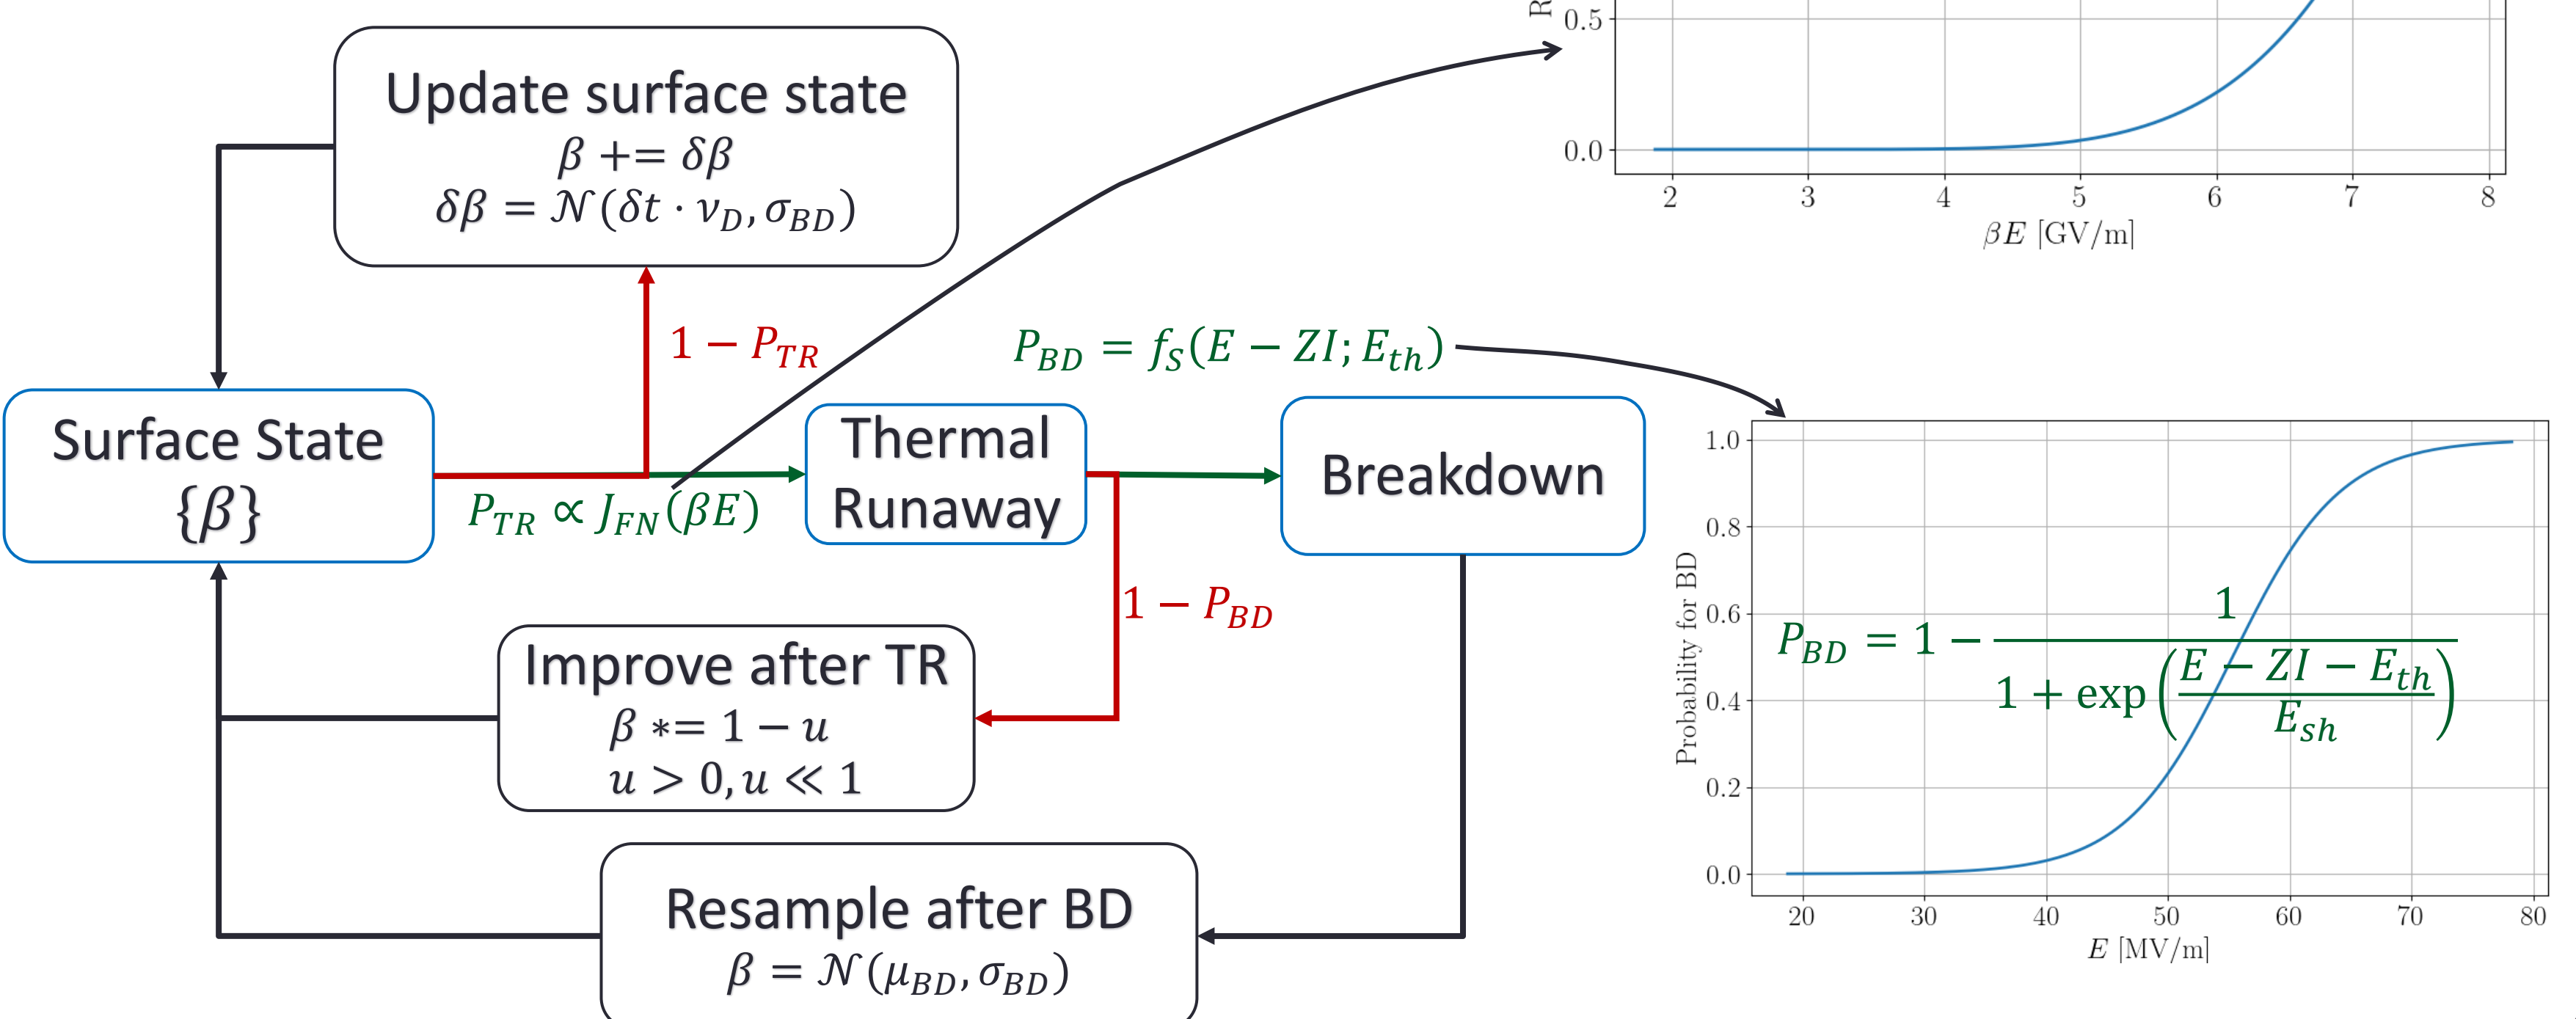 Update surface state
β += δβ
δβ = 𝒩(δt · ν_D, σ_BD)
1 − P_TR
Surface State
{β}
P_TR ∝ J_FN(βE)
Thermal
Runaway
P_BD = f_S(E − ZI; E_th)
Breakdown
1 − P_BD
Improve after TR
β *= 1 − u
u > 0, u ≪ 1
Resample after BD
β = 𝒩(μ_BD, σ_BD)
R
0.5
0.0
2 3 4 5 6 7 8
βE [GV/m]
Probability for BD
1.0
0.8
0.6
0.4
0.2
0.0
P_BD = 1 − 1 / (1 + exp((E − ZI − E_th) / E_sh))
20 30 40 50 60 70 80
E [MV/m]